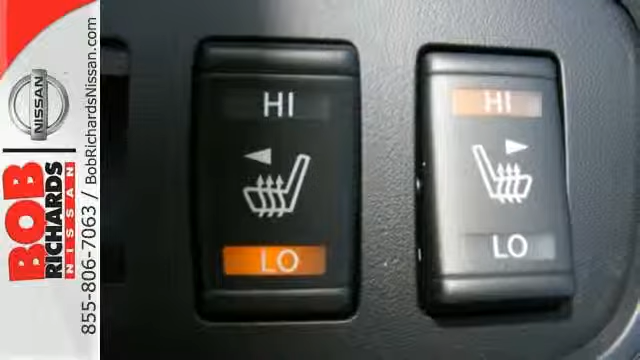 NISSAN
BOB
RICHARDS
NISSAN
855-806-7063 / BobRichardsNissan.com
HI
LO
HI
LO